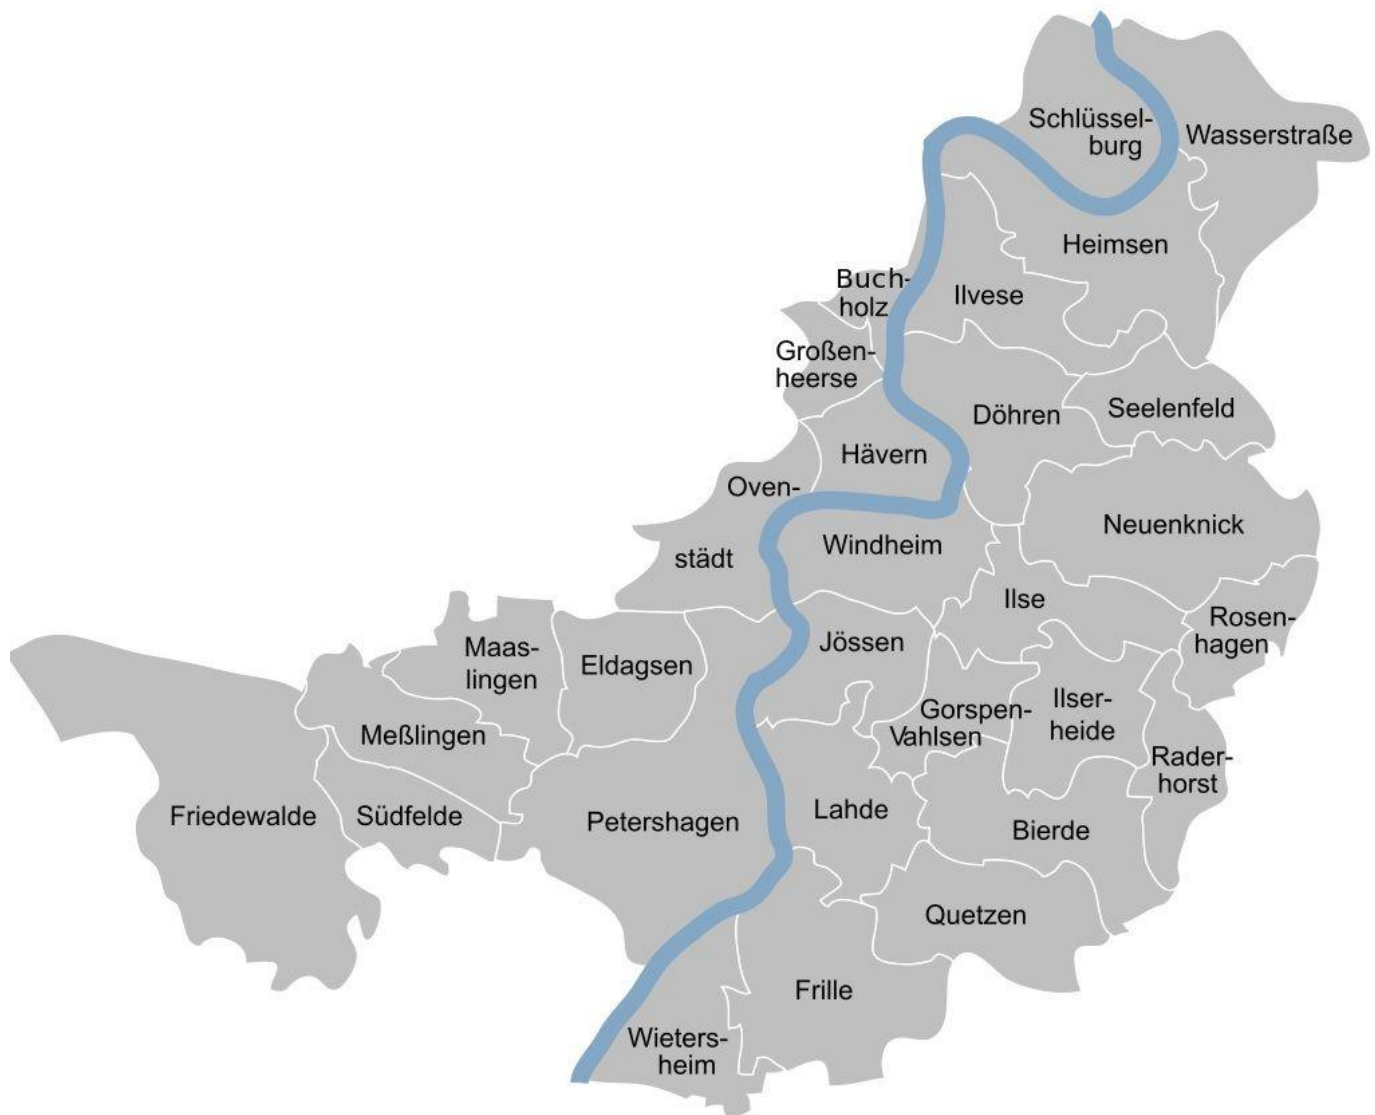 Schlüssel-
burg
Wasserstraße
Heimsen
Buch-
holz
Ilvese
Großen-
heerse
Döhren
Seelenfeld
Hävern
Oven-
städt
Windheim
Neuenknick
Ilse
Rosen-
hagen
Maas-
lingen
Eldagsen
Jössen
Gorspen-
Vahlsen
Ilser-
heide
Meßlingen
Rader-
horst
Friedewalde
Südfelde
Petershagen
Lahde
Bierde
Quetzen
Frille
Wieters-
heim